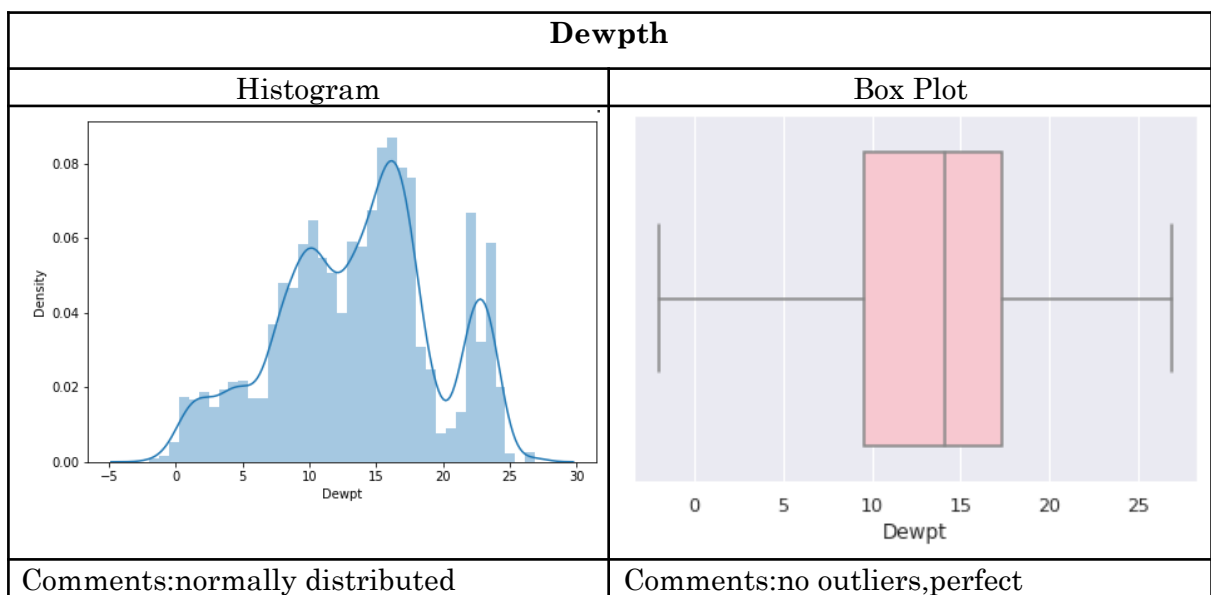 Dewpth
Histogram
Box Plot
0.08
0.06
0.04
0.02
0.00
Density
−5 0 5 10 15 20 25 30
Dewpt
0 5 10 15 20 25
Dewpt
Comments:normally distributed
Comments:no outliers,perfect